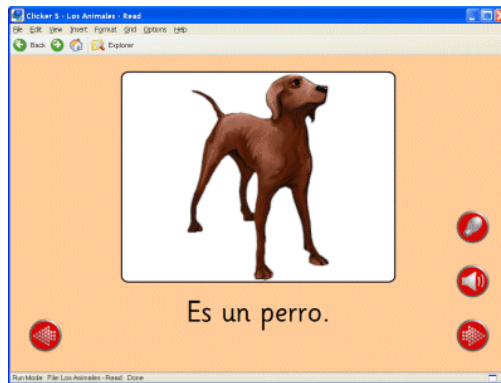 Clicker 5 - Los Animales - Read
File Edit View Insert Format Grid Options Help
Back Explorer
Es un perro.
Run Mode File: Los Animales - Read Done